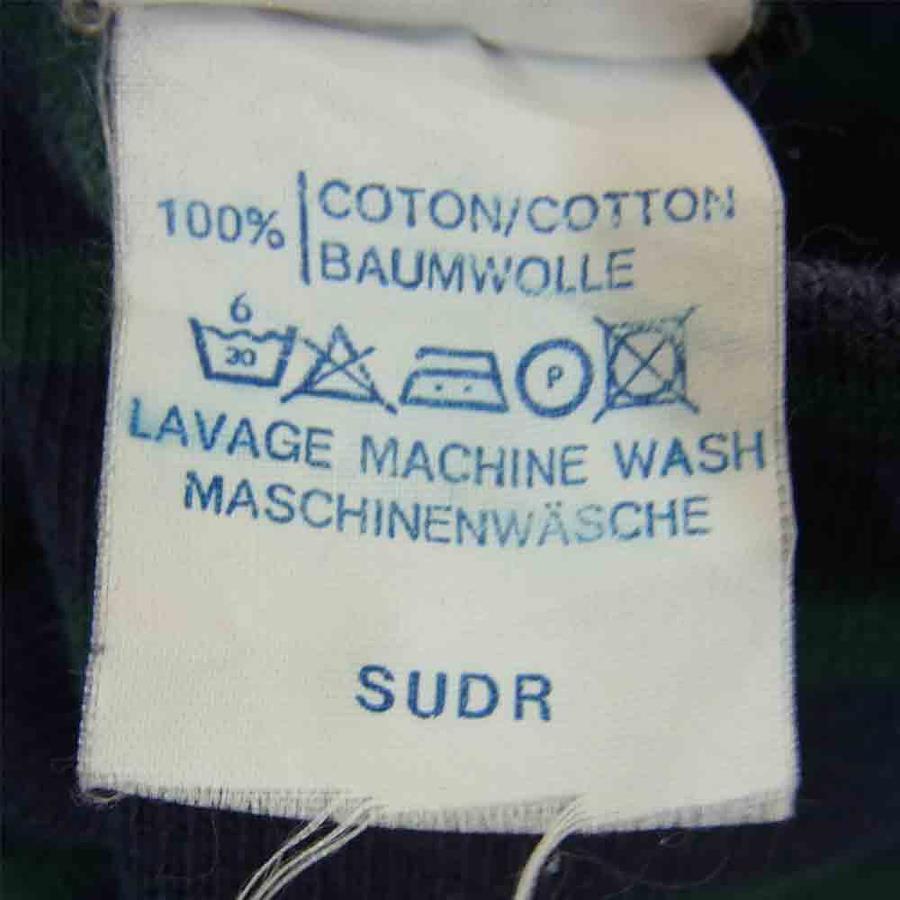 100% COTON/COTTON
BAUMWOLLE
6
30
P
LAVAGE MACHINE WASH
MASCHINENWÄSCHE
SUDR